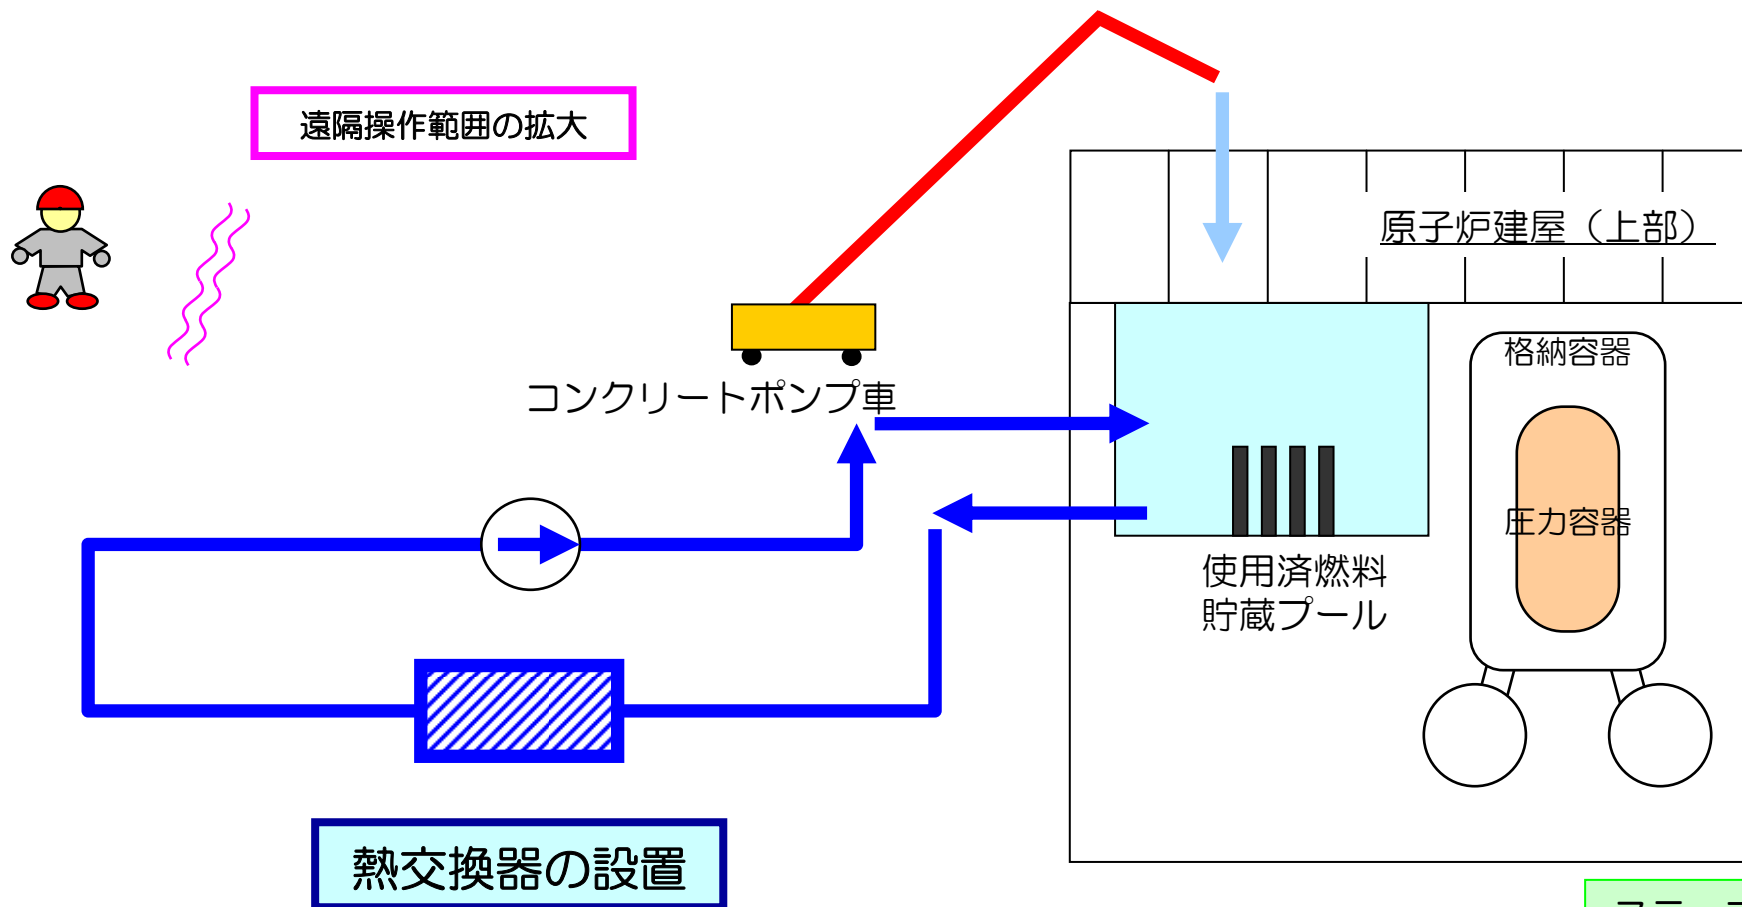 遠隔操作範囲の拡大
原子炉建屋（上部）
格納容器
コンクリートポンプ車
圧力容器
使用済燃料
貯蔵プール
熱交換器の設置